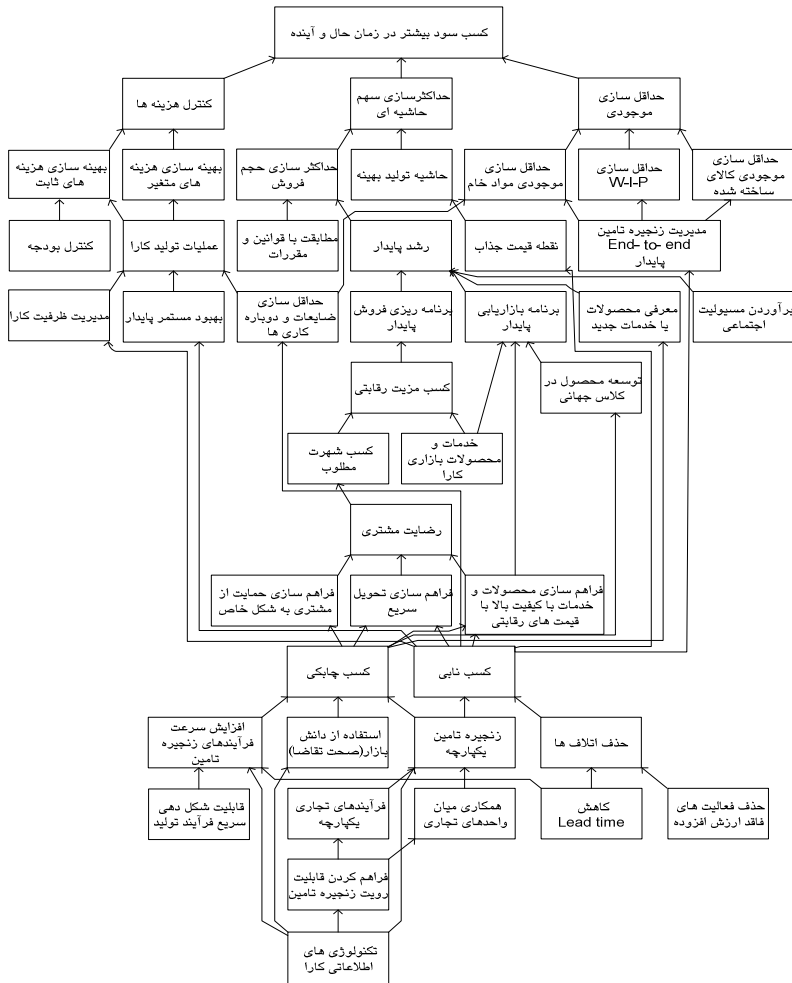 کسب سود بیشتر در زمان حال و آینده
کنترل هزینه ها
حداکثرسازی سهم
حاشیه ای
حداقل سازی
موجودی
بهینه سازی هزینه
های ثابت
بهینه سازی هزینه
های متغیر
حداکثر سازی حجم
فروش
حاشیه تولید بهینه
حداقل سازی
موجودی مواد خام
حداقل سازی
W-I-P
حداقل سازی
موجودی کالای
ساخته شده
کنترل بودجه
عملیات تولید کارا
مطابقت با قوانین و
مقررات
رشد پایدار
نقطه قیمت جذاب
مدیریت زنجیره تامین
End- to- end
پایدار
مدیریت ظرفیت کارا
بهبود مستمر پایدار
حداقل سازی
ضایعات و دوباره
کاری ها
برنامه ریزی فروش
پایدار
برنامه بازاریابی
پایدار
معرفی محصولات
یا خدمات جدید
برآوردن مسیولیت
اجتماعی
کسب مزیت رقابتی
توسعه محصول در
کلاس جهانی
کسب شهرت
مطلوب
خدمات و
محصولات بازاری
کارا
رضایت مشتری
فراهم سازی حمایت از
مشتری به شکل خاص
فراهم سازی تحویل
سریع
فراهم سازی محصولات و
خدمات با کیفیت بالا با
قیمت های رقابتی
کسب چابکی
کسب نابی
افزایش سرعت
فرآیندهای زنجیره
تامین
استفاده از دانش
بازار(صحت تقاضا)
زنجیره تامین
یکپارچه
حذف اتلاف ها
قابلیت شکل دهی
سریع فرآیند تولید
فرآیندهای تجاری
یکپارچه
همکاری میان
واحدهای تجاری
کاهش
Lead time
حذف فعالیت های
فاقد ارزش افزوده
فراهم کردن قابلیت
رویت زنجیره تامین
تکنولوژی های
اطلاعاتی کارا